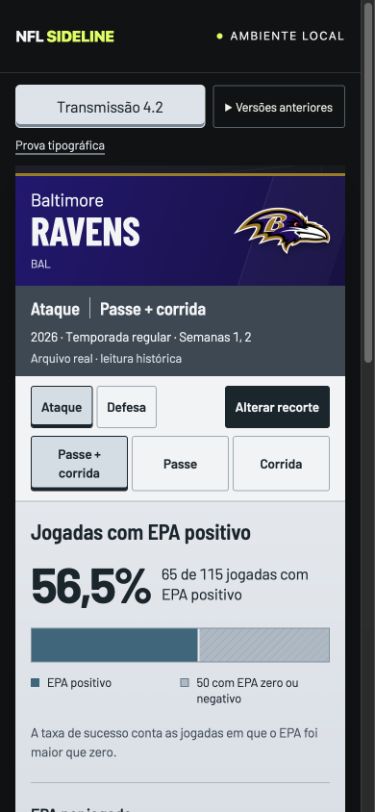 NFL SIDELINE
AMBIENTE LOCAL
Transmissão 4.2
Versões anteriores
Prova tipográfica
Baltimore
RAVENS
BAL
B
Ataque
Passe + corrida
2026 · Temporada regular · Semanas 1, 2
Arquivo real · leitura histórica
Ataque
Defesa
Alterar recorte
Passe +
corrida
Passe
Corrida
Jogadas com EPA positivo
56,5%
65 de 115 jogadas com
EPA positivo
EPA positivo
50 com EPA zero ou
negativo
A taxa de sucesso conta as jogadas em que o EPA foi
maior que zero.